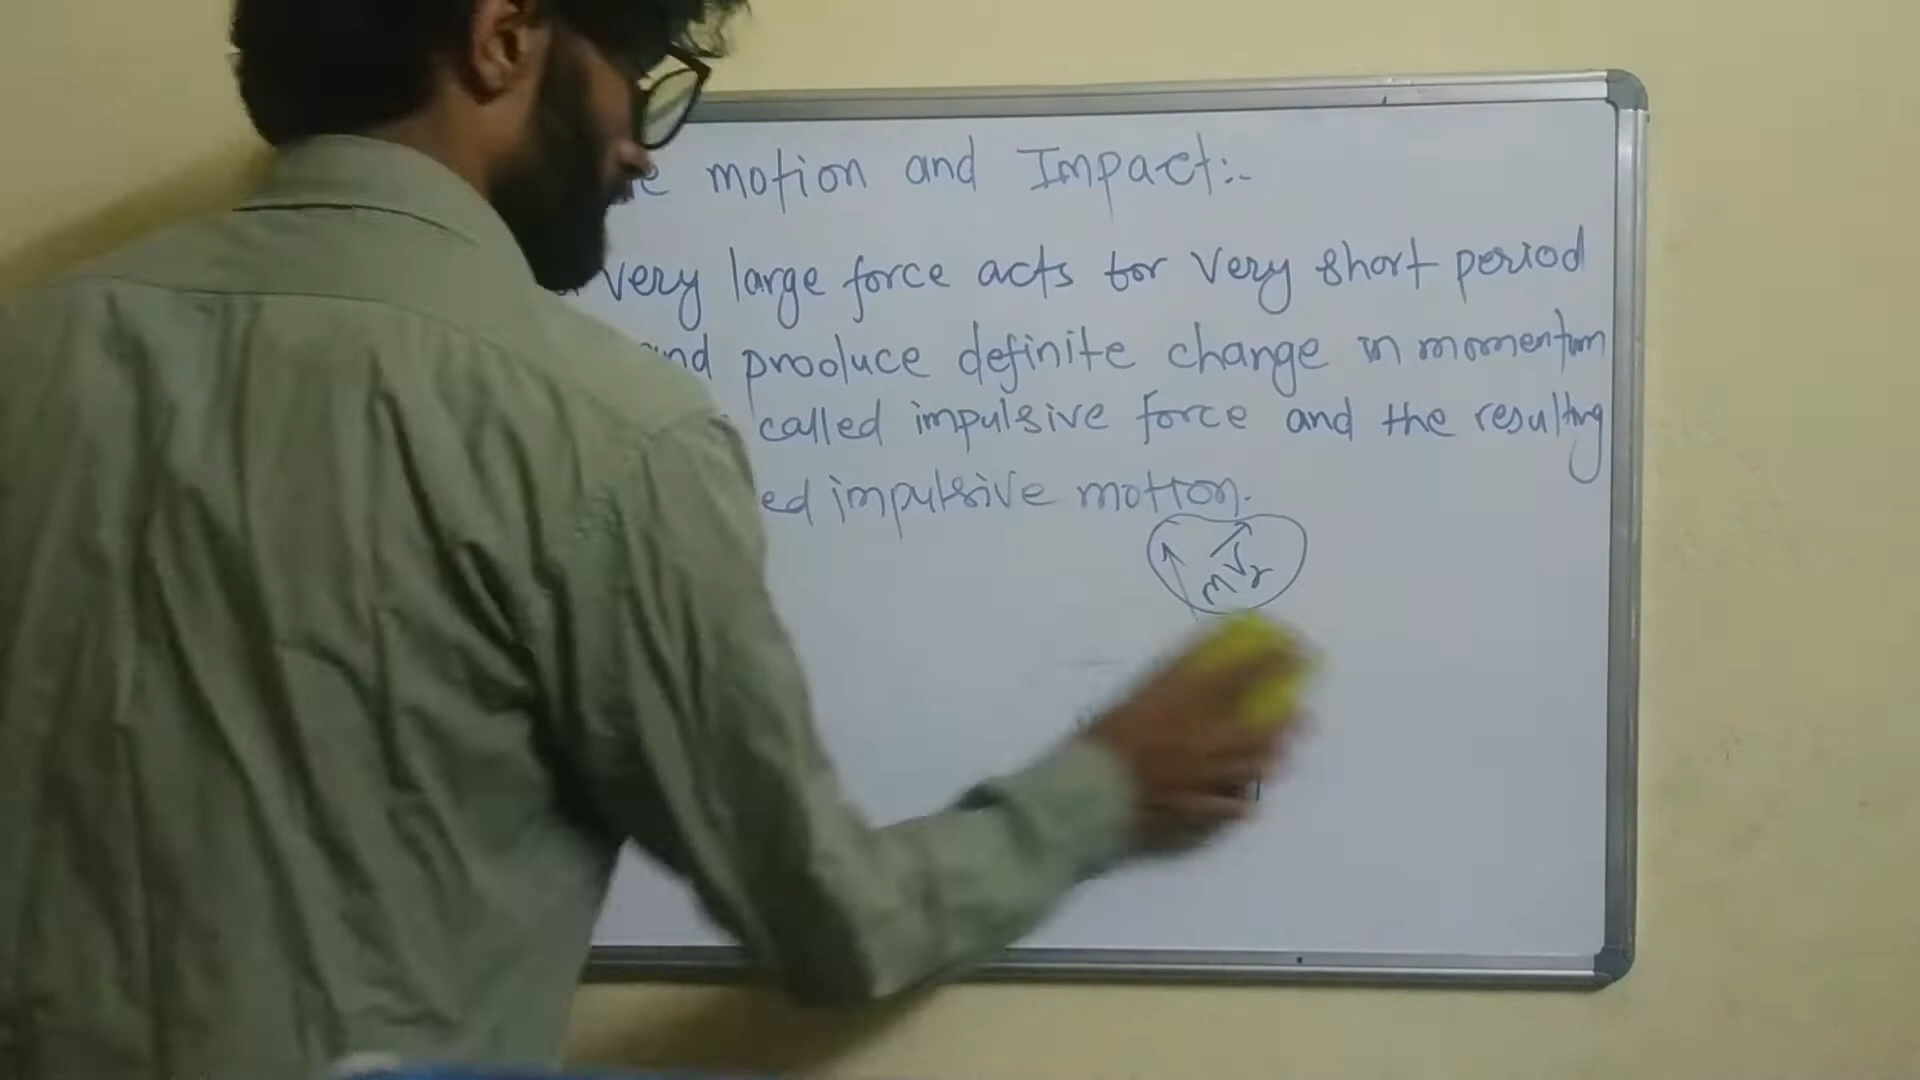 motion and Impact:-
very large force acts for very short period
and produce definite change in momentum
called impulsive force and the resulting
ed impulsive motion.
mV₂